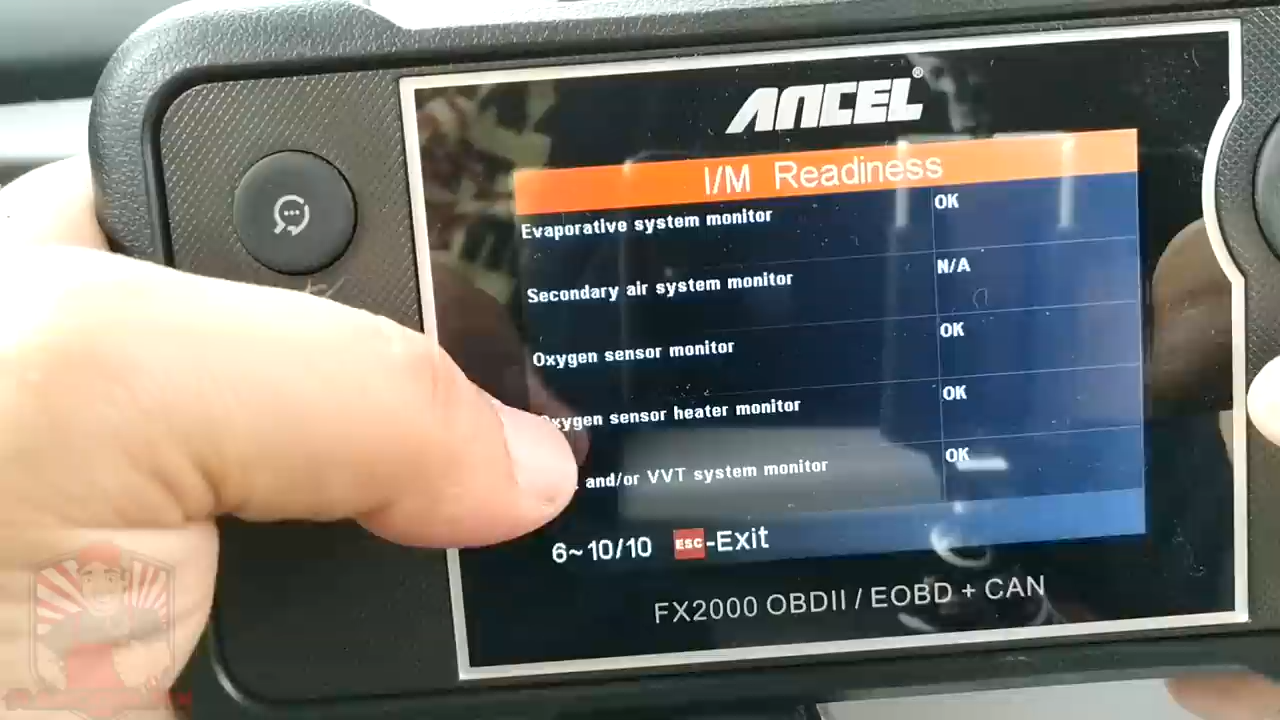 ANCEL®
I/M Readiness
Evaporative system monitor OK
Secondary air system monitor N/A
Oxygen sensor monitor OK
Oxygen sensor heater monitor OK
and/or VVT system monitor OK
6~10/10 ESC-Exit
FX2000 OBDII / EOBD + CAN